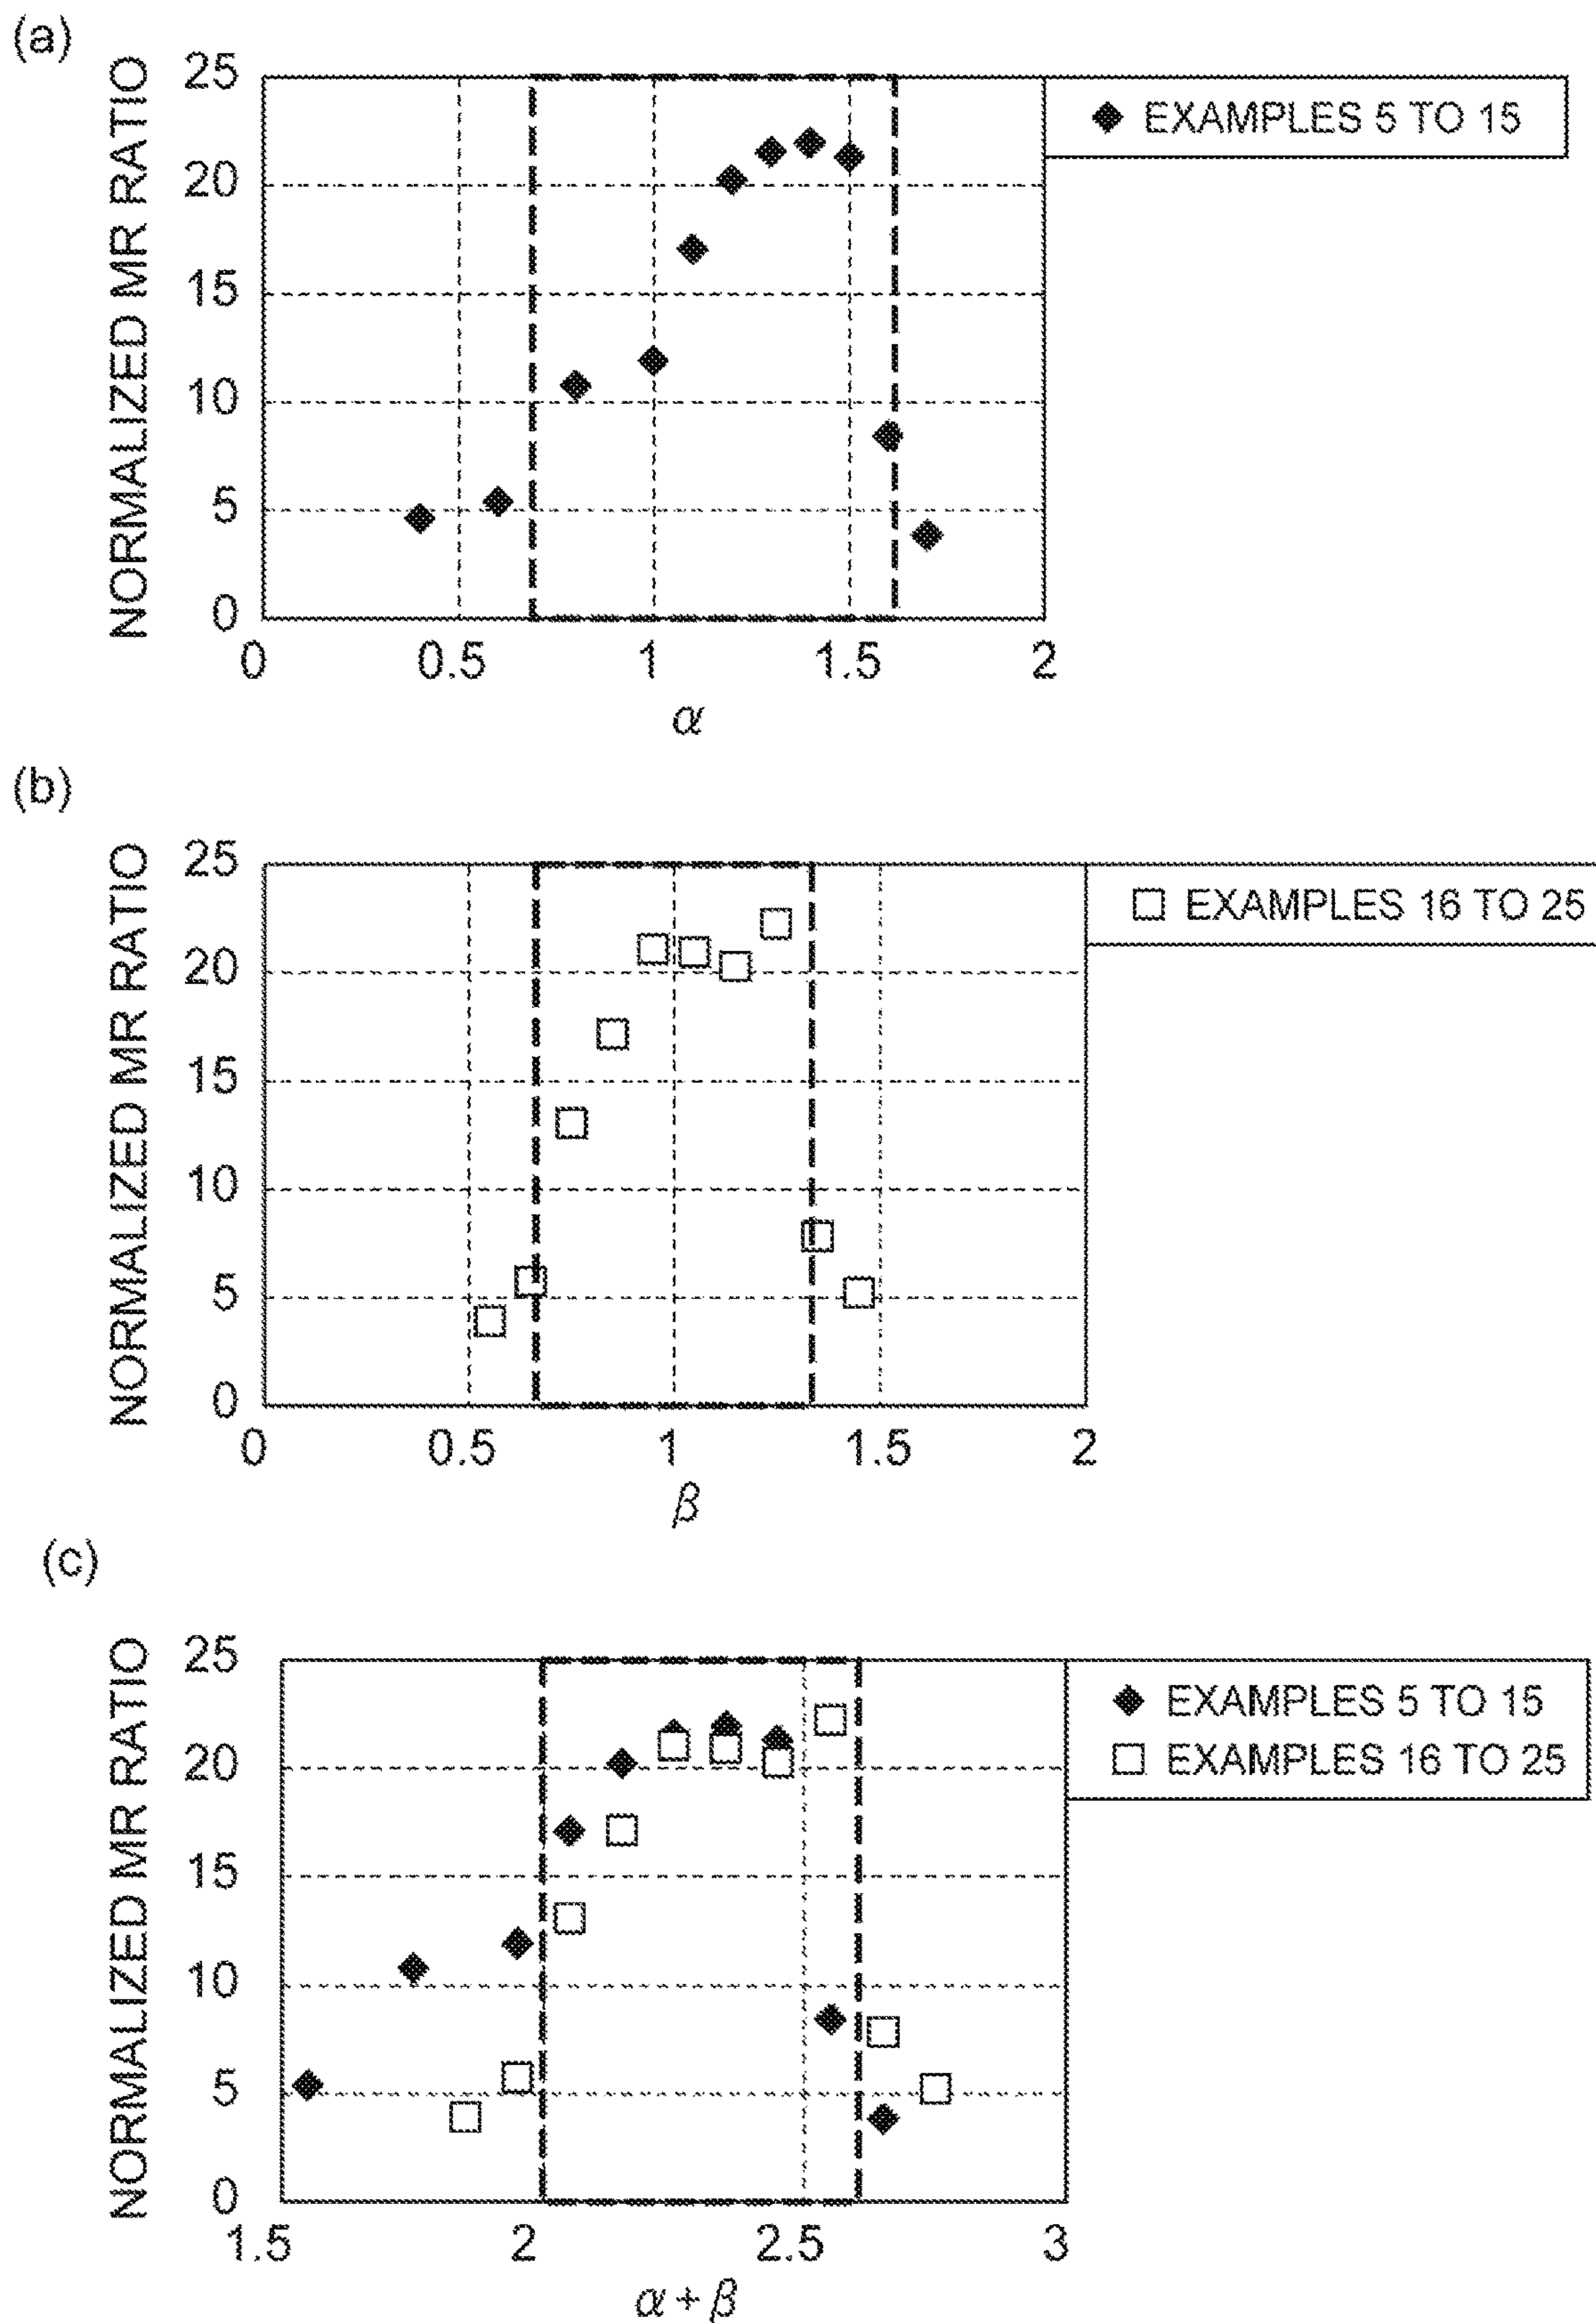 (a)
NORMALIZED MR RATIO
25
20
15
10
5
0
0 0.5 1 1.5 2
α
EXAMPLES 5 TO 15
(b)
NORMALIZED MR RATIO
25
20
15
10
5
0
0 0.5 1 1.5 2
β
EXAMPLES 16 TO 25
(c)
NORMALIZED MR RATIO
25
20
15
10
5
0
1.5 2 2.5 3
α + β
EXAMPLES 5 TO 15
EXAMPLES 16 TO 25